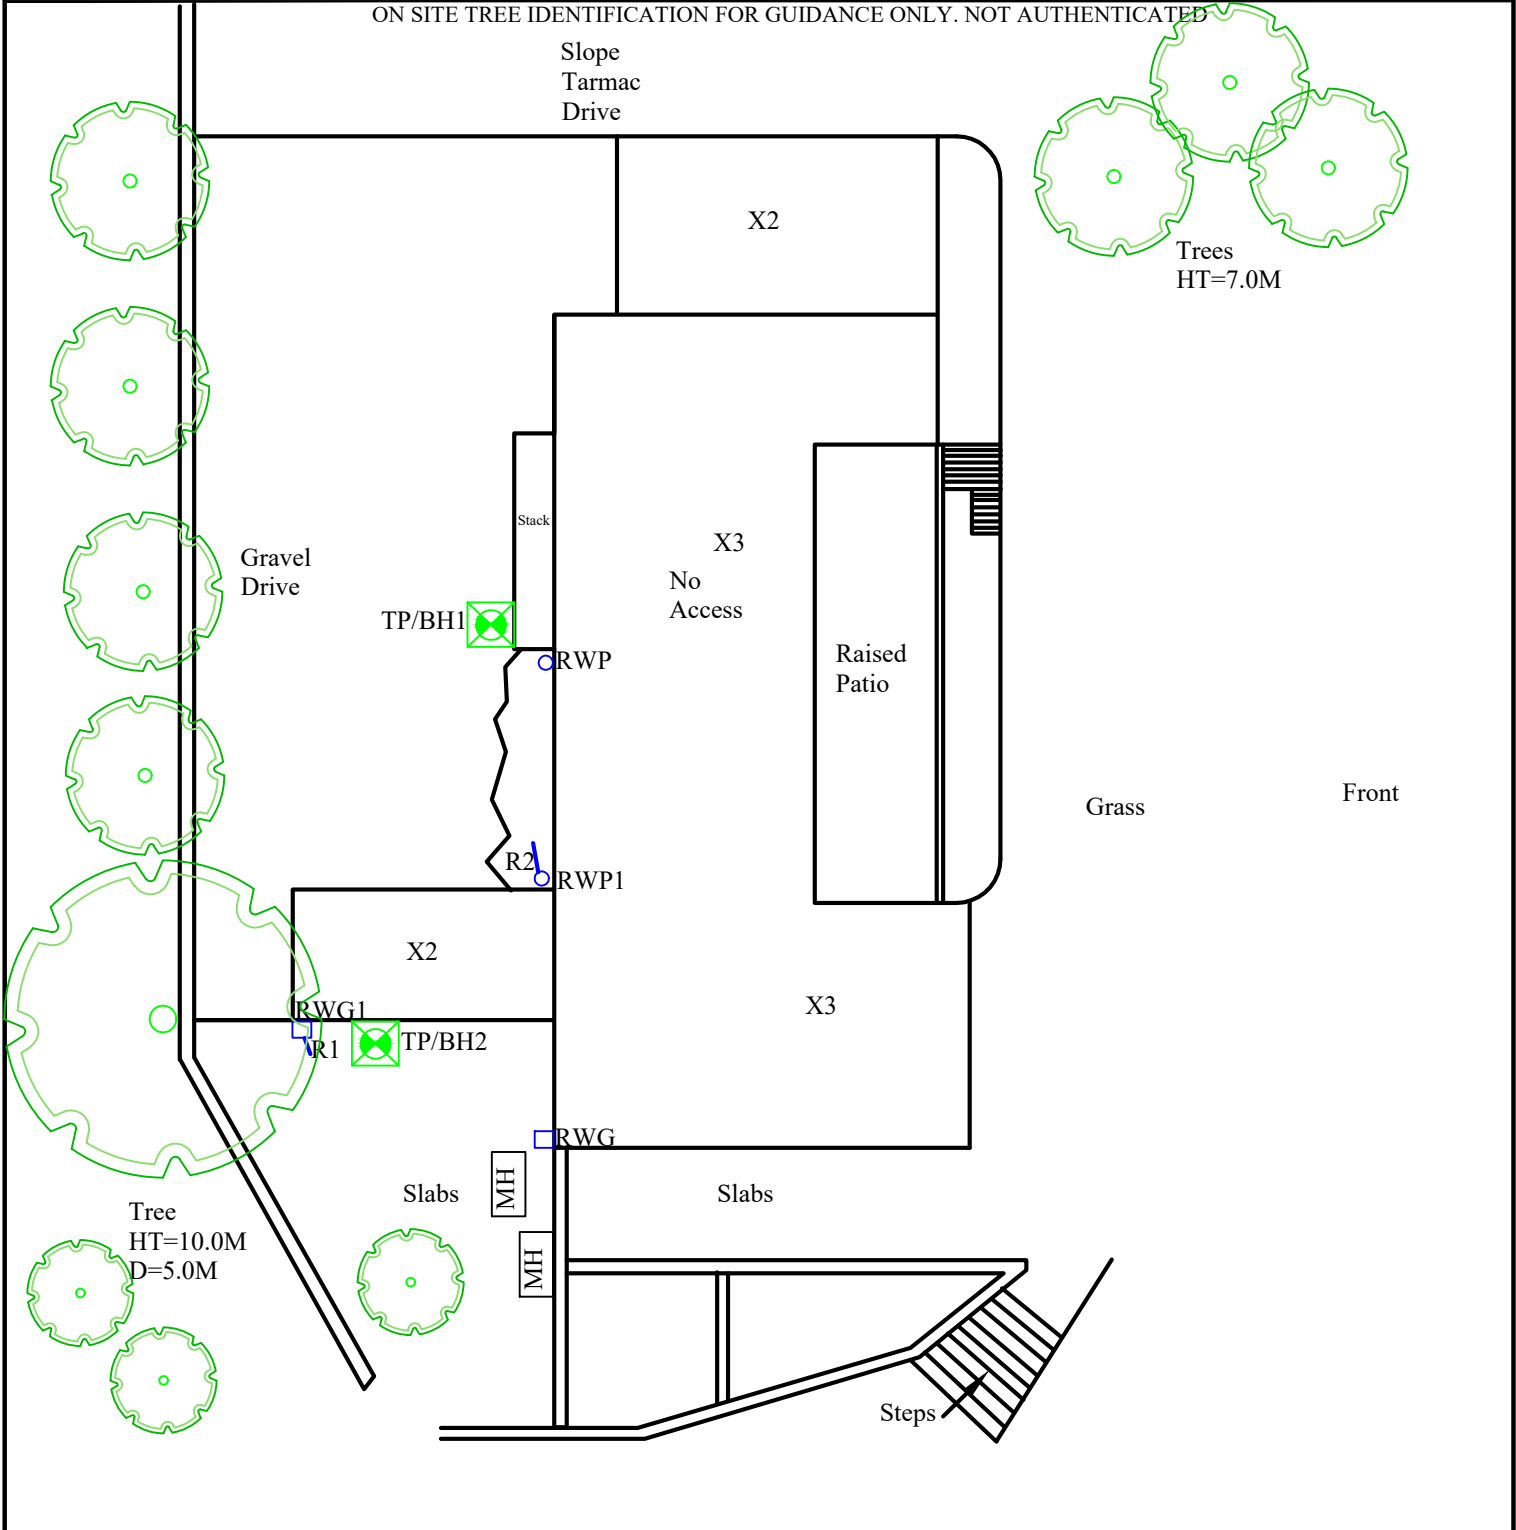 ON SITE TREE IDENTIFICATION FOR GUIDANCE ONLY. NOT AUTHENTICATED
Slope
Tarmac
Drive
X2
Trees
HT=7.0M
Stack
X3
No
Access
Gravel
Drive
TP/BH1
RWP
Raised
Patio
Grass
Front
R2
RWP1
X2
X3
RWG1
R1
TP/BH2
RWG
MH
Slabs
Slabs
Tree
HT=10.0M
D=5.0M
MH
Steps